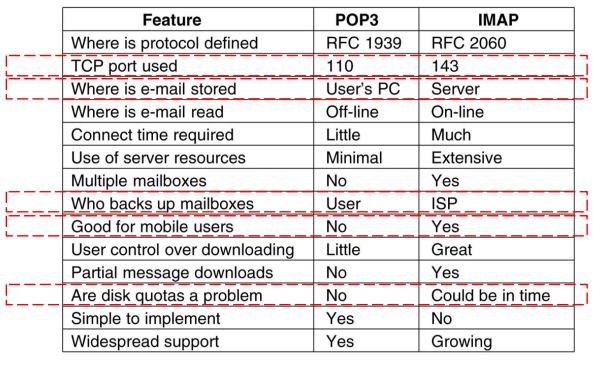 Feature POP3 IMAP
Where is protocol defined RFC 1939 RFC 2060
TCP port used 110 143
Where is e-mail stored User's PC Server
Where is e-mail read Off-line On-line
Connect time required Little Much
Use of server resources Minimal Extensive
Multiple mailboxes No Yes
Who backs up mailboxes User ISP
Good for mobile users No Yes
User control over downloading Little Great
Partial message downloads No Yes
Are disk quotas a problem No Could be in time
Simple to implement Yes No
Widespread support Yes Growing